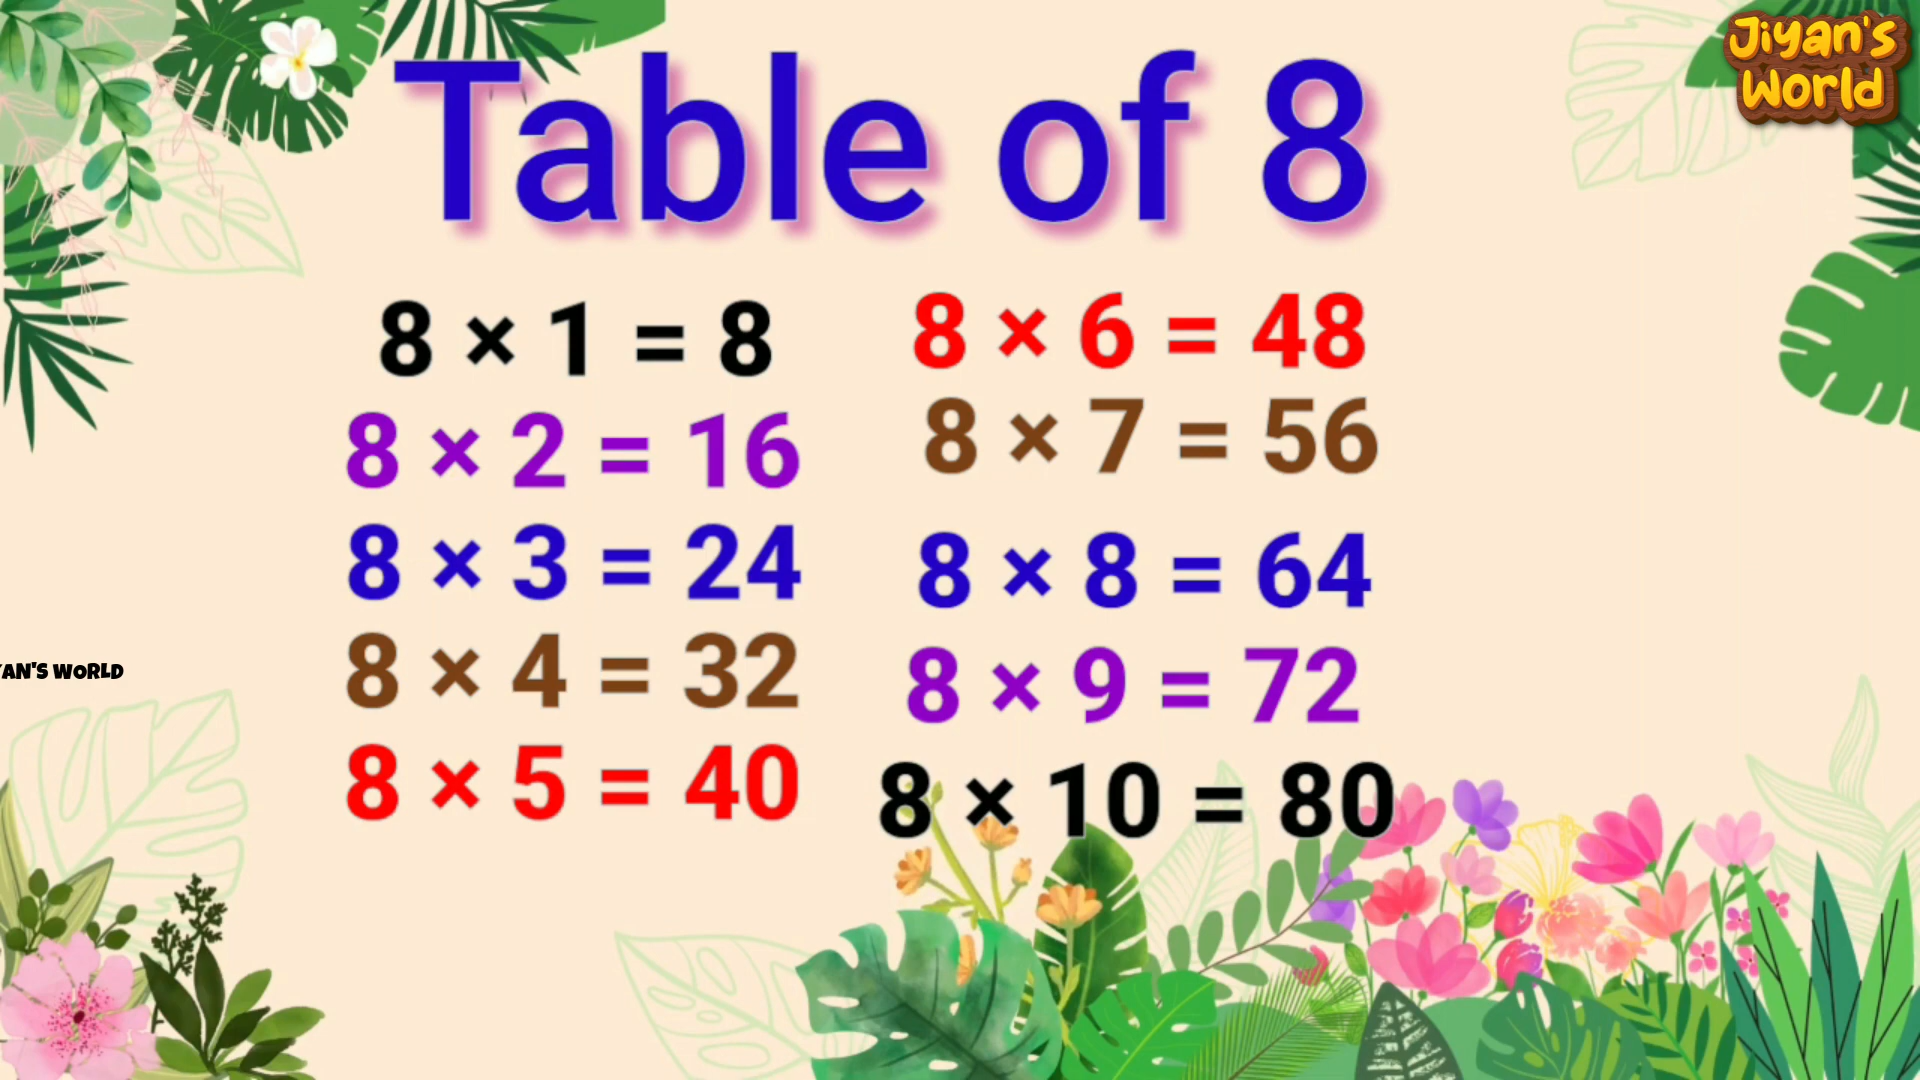 Jiyan's
World
Table of 8
8 × 1 = 8
8 × 2 = 16
8 × 3 = 24
8 × 4 = 32
8 × 5 = 40
8 × 6 = 48
8 × 7 = 56
8 × 8 = 64
8 × 9 = 72
8 × 10 = 80
YAN'S WORLD